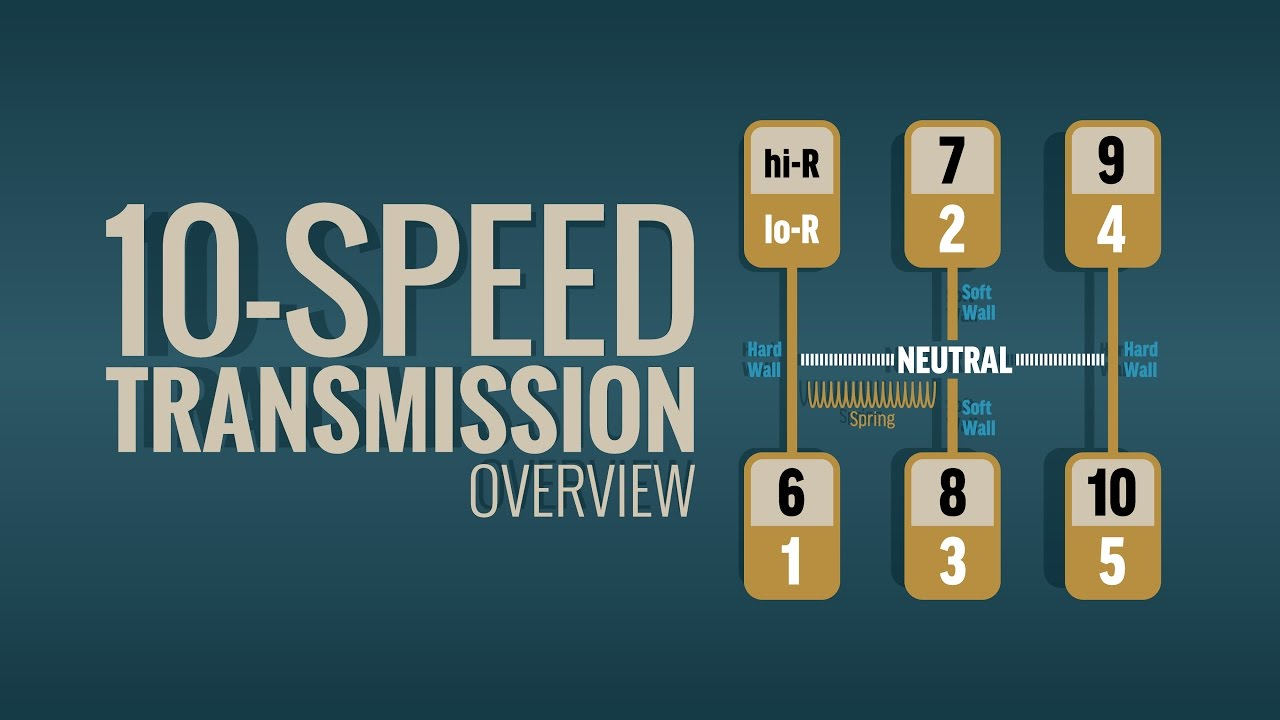 10-SPEED
TRANSMISSION
OVERVIEW
hi-R
lo-R
7
2
9
4
Soft
Wall
Hard
Wall
NEUTRAL
Hard
Wall
Spring
Soft
Wall
6
1
8
3
10
5